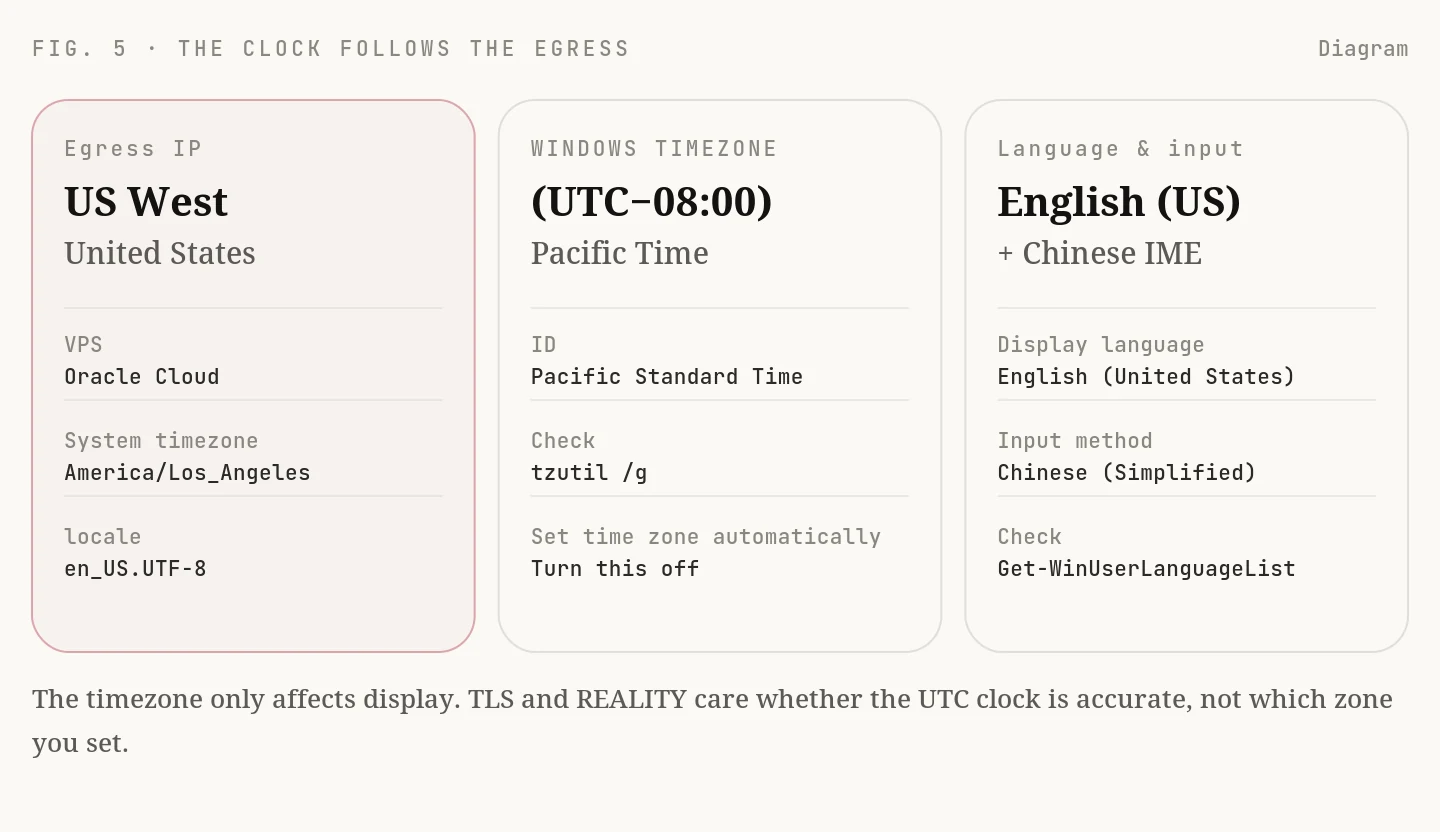 FIG. 5 · THE CLOCK FOLLOWS THE EGRESS
Diagram
Egress IP
US West
United States
VPS
Oracle Cloud
System timezone
America/Los_Angeles
locale
en_US.UTF-8
WINDOWS TIMEZONE
(UTC−08:00)
Pacific Time
ID
Pacific Standard Time
Check
tzutil /g
Set time zone automatically
Turn this off
Language & input
English (US)
+ Chinese IME
Display language
English (United States)
Input method
Chinese (Simplified)
Check
Get-WinUserLanguageList
The timezone only affects display. TLS and REALITY care whether the UTC clock is accurate, not which zone
you set.